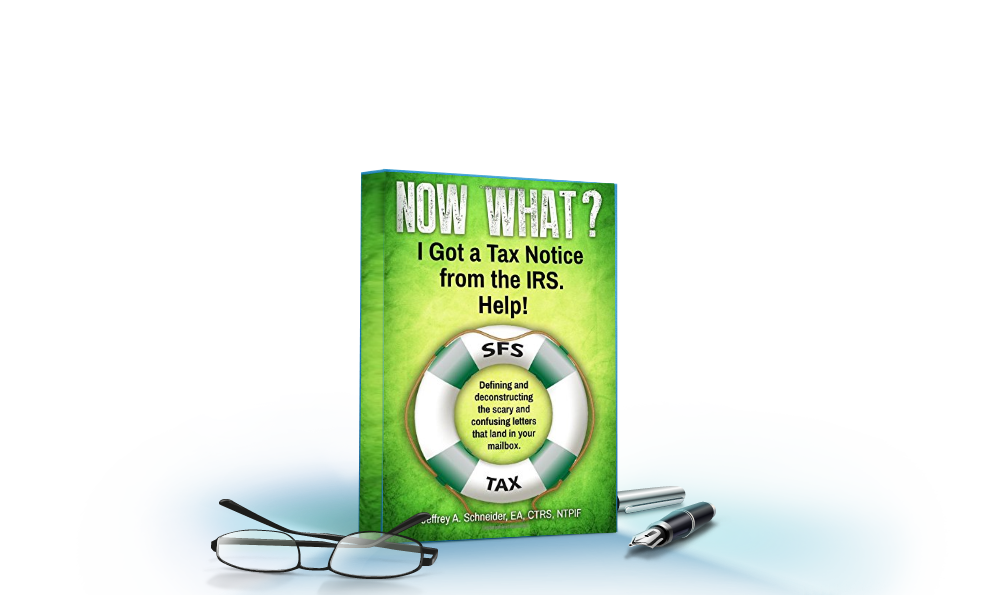 NOW WHAT?
I Got a Tax Notice
from the IRS.
Help!
SFS
Defining and
deconstructing
the scary and
confusing letters
that land in your
mailbox.
TAX
Jeffrey A. Schneider, EA, CTRS, NTPIF